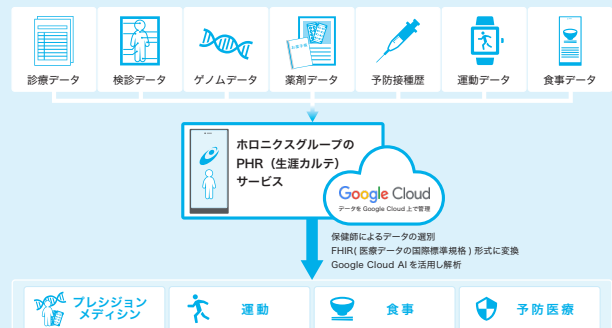 診療データ
検診データ
ゲノムデータ
薬剤データ
予防接種歴
運動データ
食事データ
ホロニクスグループの
PHR（生涯カルテ）
サービス
Google Cloud
データを Google Cloud 上で管理
保健師によるデータの選別
FHIR( 医療データの国際標準規格 ) 形式に変換
Google Cloud AI を活用し解析
プレシジョン
メディシン
運動
食事
予防医療